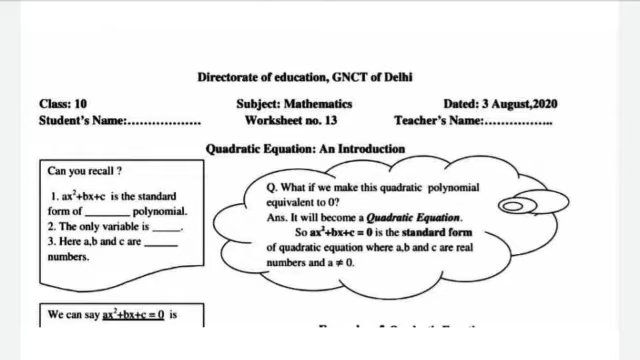 Directorate of education, GNCT of Delhi
Class: 10 Subject: Mathematics Dated: 3 August,2020
Student's Name:.................. Worksheet no. 13 Teacher's Name:.................
Quadratic Equation: An Introduction
Can you recall ?
1. ax²+bx+c is the standard
form of ________ polynomial.
2. The only variable is _____.
3. Here a,b and c are ______
numbers.
Q. What if we make this quadratic polynomial
equivalent to 0?
Ans. It will become a Quadratic Equation.
So ax²+bx+c = 0 is the standard form
of quadratic equation where a,b and c are real
numbers and a ≠ 0.
We can say ax²+bx+c = 0 is